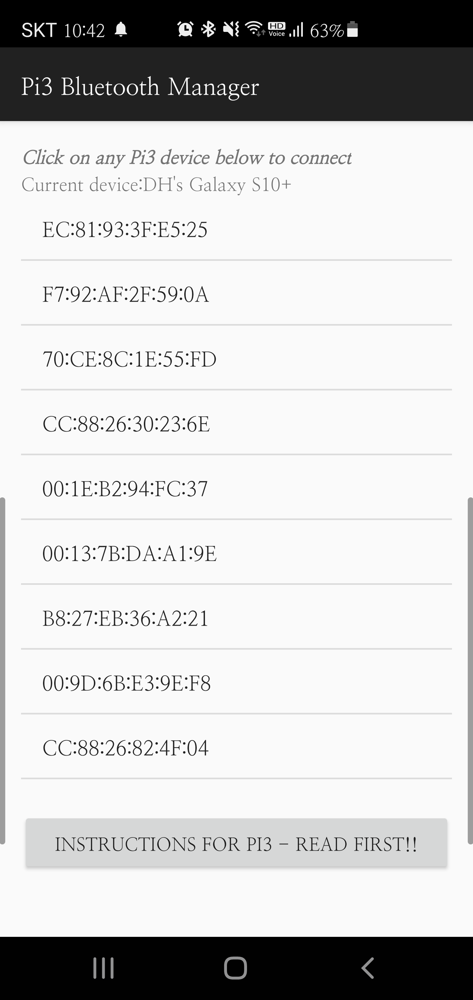 SKT 10:42 HD Voice 63%
Pi3 Bluetooth Manager
Click on any Pi3 device below to connect
Current device:DH's Galaxy S10+
EC:81:93:3F:E5:25
F7:92:AF:2F:59:0A
70:CE:8C:1E:55:FD
CC:88:26:30:23:6E
00:1E:B2:94:FC:37
00:13:7B:DA:A1:9E
B8:27:EB:36:A2:21
00:9D:6B:E3:9E:F8
CC:88:26:82:4F:04
INSTRUCTIONS FOR PI3 - READ FIRST!!